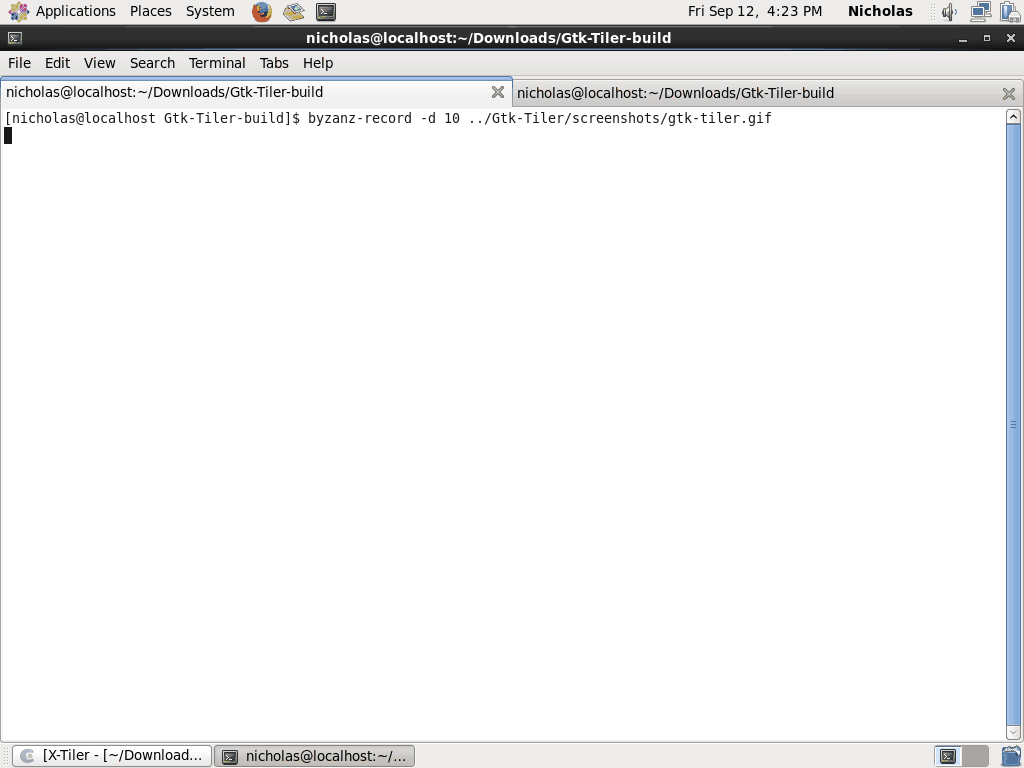 Applications Places System Fri Sep 12, 4:23 PM Nicholas
nicholas@localhost:~/Downloads/Gtk-Tiler-build
File Edit View Search Terminal Tabs Help
nicholas@localhost:~/Downloads/Gtk-Tiler-build nicholas@localhost:~/Downloads/Gtk-Tiler-build
[nicholas@localhost Gtk-Tiler-build]$ byzanz-record -d 10 ../Gtk-Tiler/screenshots/gtk-tiler.gif
[X-Tiler - [~/Download... nicholas@localhost:~/...